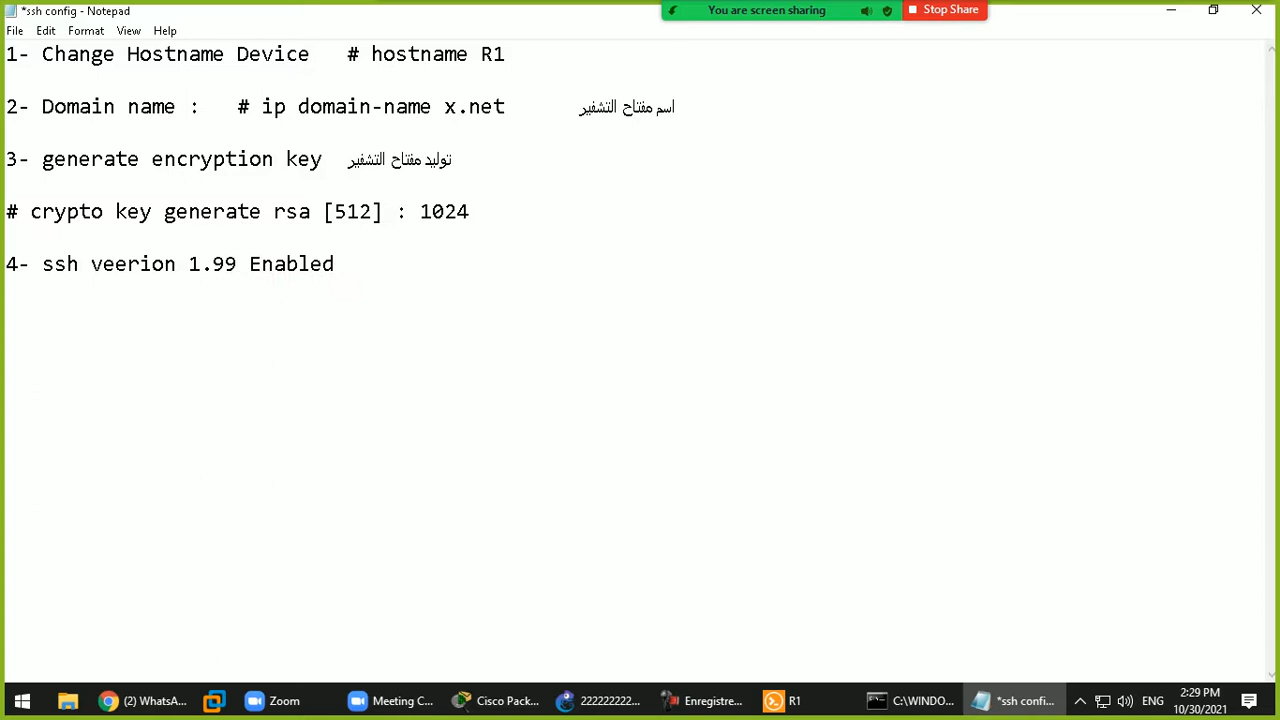 *ssh config - Notepad
You are screen sharing
Stop Share
File Edit Format View Help
1- Change Hostname Device # hostname R1
2- Domain name : # ip domain-name x.net اسم مفتاح التشفير
3- generate encryption key توليد مفتاح التشفير
# crypto key generate rsa [512] : 1024
4- ssh veerion 1.99 Enabled
(2) WhatsA... Zoom Meeting C... Cisco Pack... 222222222... Enregistre... R1 C:\WINDO... *ssh confi... ENG 2:29 PM
10/30/2021